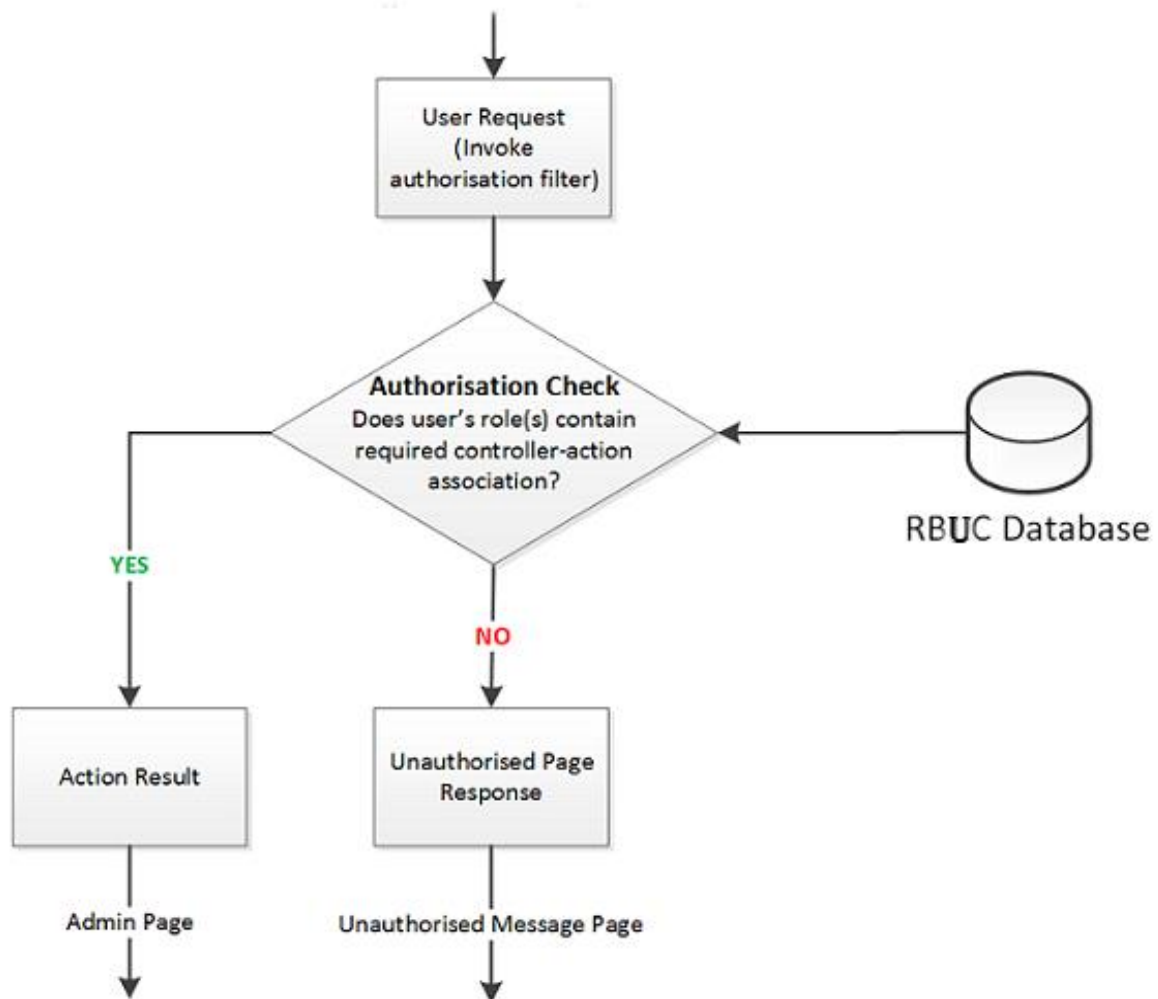 User Request
(Invoke
authorisation filter)
Authorisation Check
Does user's role(s) contain
required controller-action
association?
RBUC Database
YES
NO
Action Result
Unauthorised Page
Response
Admin Page
Unauthorised Message Page